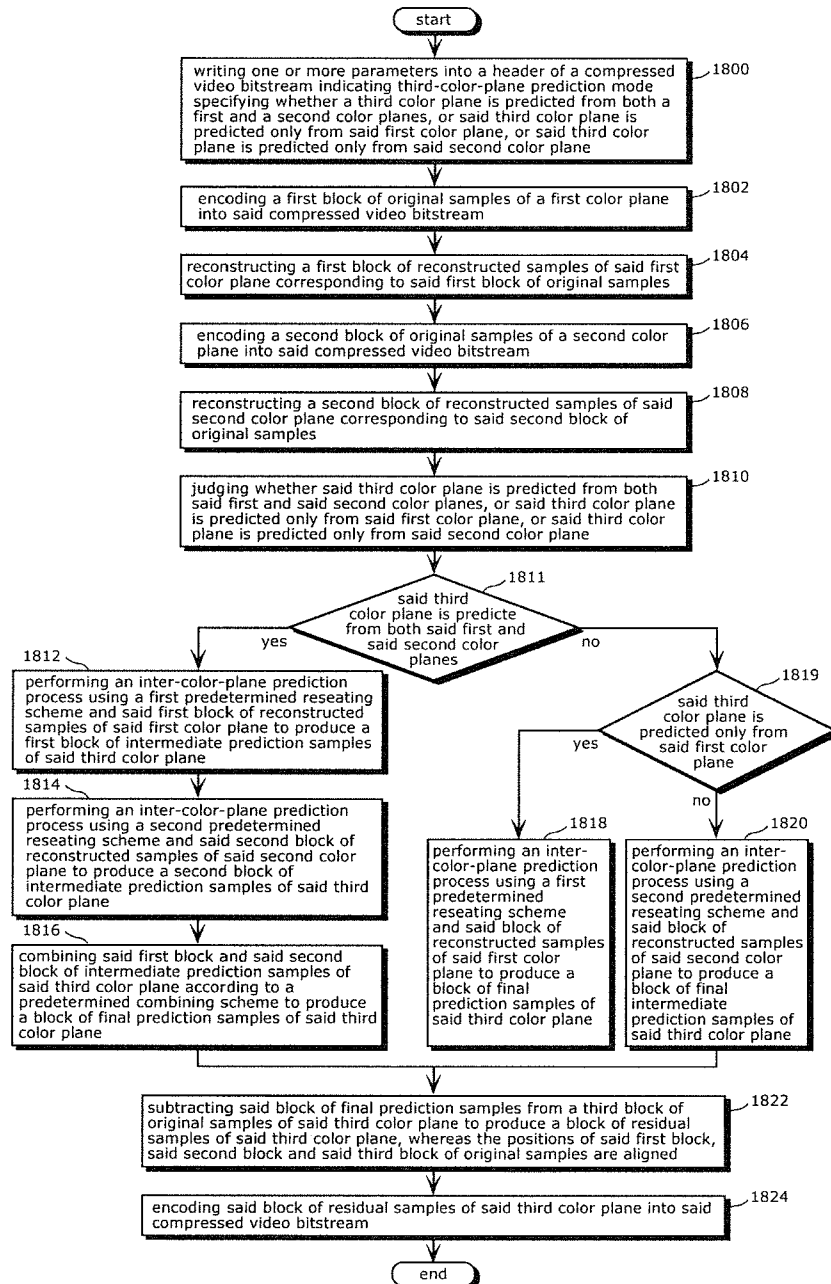 start
1800
writing one or more parameters into a header of a compressed
video bitstream indicating third-color-plane prediction mode
specifying whether a third color plane is predicted from both a
first and a second color planes, or said third color plane is
predicted only from said first color plane, or said third color
plane is predicted only from said second color plane
1802
encoding a first block of original samples of a first color plane
into said compressed video bitstream
1804
reconstructing a first block of reconstructed samples of said first
color plane corresponding to said first block of original samples
1806
encoding a second block of original samples of a second color
plane into said compressed video bitstream
1808
reconstructing a second block of reconstructed samples of said
second color plane corresponding to said second block of
original samples
1810
judging whether said third color plane is predicted from both
said first and said second color planes, or said third color plane
is predicted only from said first color plane, or said third color
plane is predicted only from said second color plane
1811
said third
color plane is predicte
from both said first and
said second color
planes
yes
no
1812
performing an inter-color-plane prediction
process using a first predetermined reseating
scheme and said first block of reconstructed
samples of said first color plane to produce a
first block of intermediate prediction samples
of said third color plane
1814
performing an inter-color-plane prediction
process using a second predetermined
reseating scheme and said second block of
reconstructed samples of said second color
plane to produce a second block of
intermediate prediction samples of said third
color plane
1816
combining said first block and said second
block of intermediate prediction samples of
said third color plane according to a
predetermined combining scheme to produce
a block of final prediction samples of said third
color plane
1819
said third
color plane is
predicted only from
said first color
plane
yes
no
1818
performing an inter-
color-plane prediction
process using a first
predetermined
reseating scheme
and said block of
reconstructed samples
of said first color
plane to produce a
block of final
prediction samples of
said third color plane
1820
performing an inter-
color-plane prediction
process using a
second predetermined
reseating scheme and
said block of
reconstructed samples
of said second color
plane to produce a
block of final
intermediate
prediction samples of
said third color plane
1822
subtracting said block of final prediction samples from a third block of
original samples of said third color plane to produce a block of residual
samples of said third color plane, whereas the positions of said first block,
said second block and said third block of original samples are aligned
1824
encoding said block of residual samples of said third color plane into said
compressed video bitstream
end